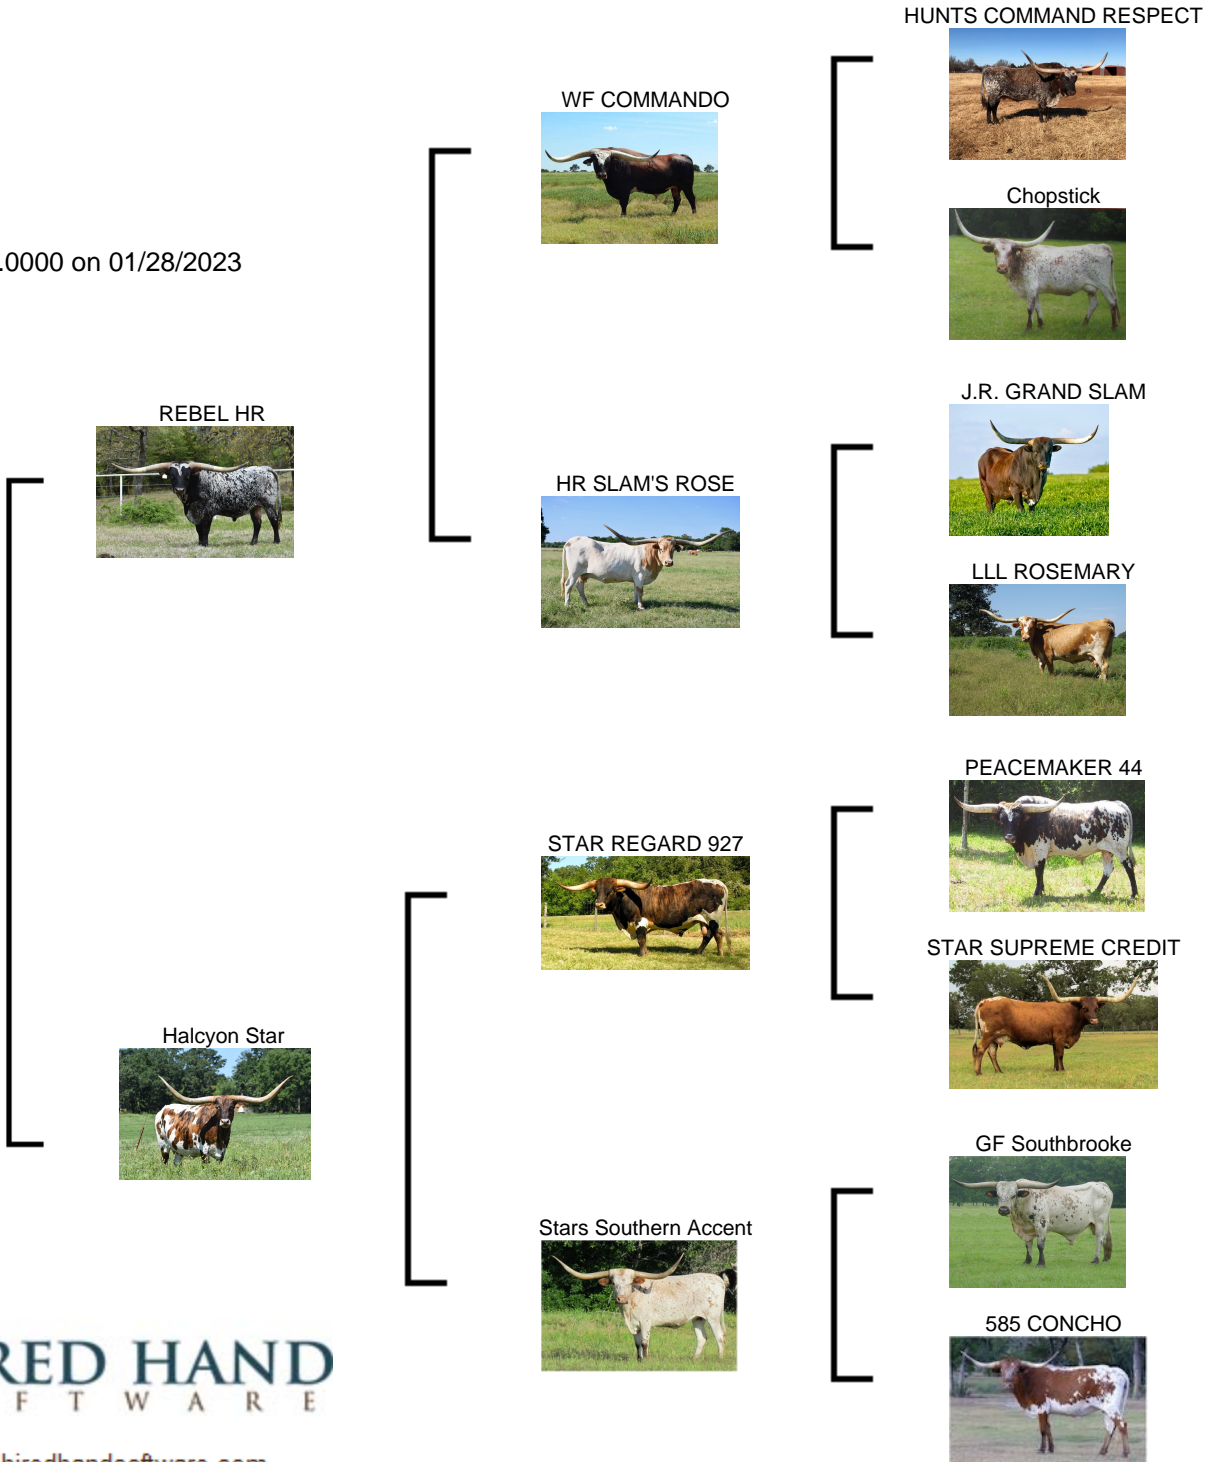 HUNTS COMMAND RESPECT
WF COMMANDO
Chopstick
.0000 on 01/28/2023
J.R. GRAND SLAM
REBEL HR
HR SLAM'S ROSE
LLL ROSEMARY
PEACEMAKER 44
STAR REGARD 927
STAR SUPREME CREDIT
Halcyon Star
GF Southbrooke
Stars Southern Accent
585 CONCHO
RED HAND
F T W A R E
hiredhandsoftware.com